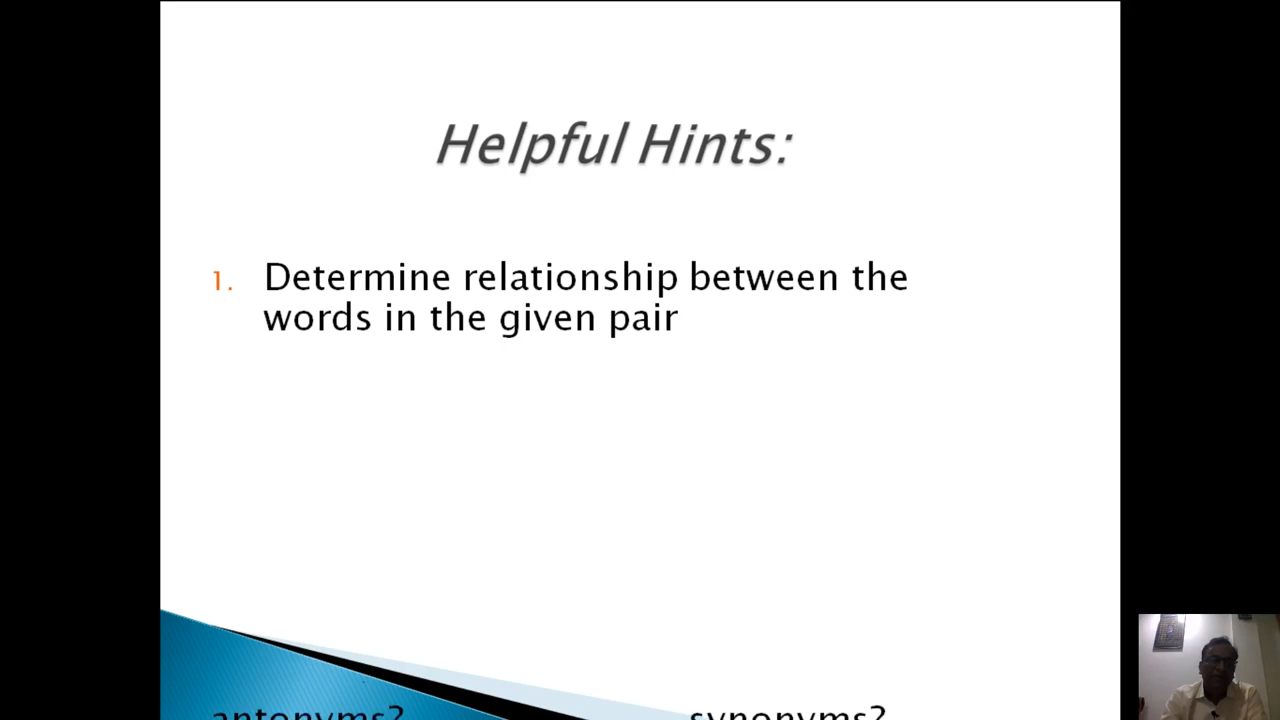 Helpful Hints:
1. Determine relationship between the
words in the given pair
antonyms?
synonyms?